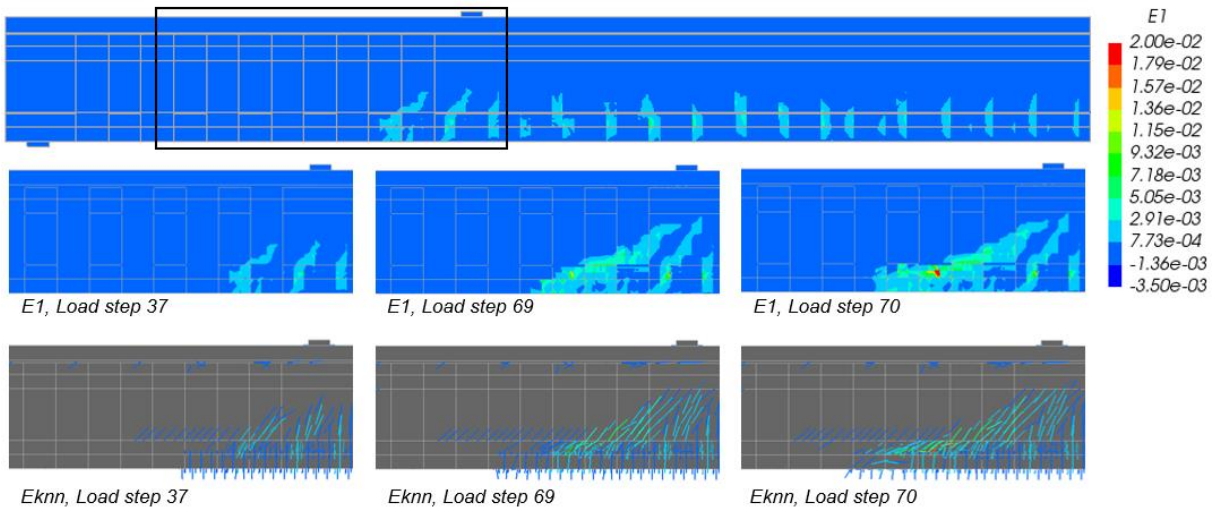 E1
2.00e-02
1.79e-02
1.57e-02
1.36e-02
1.15e-02
9.32e-03
7.18e-03
5.05e-03
2.91e-03
7.73e-04
-1.36e-03
-3.50e-03
E1, Load step 37
E1, Load step 69
E1, Load step 70
Eknn, Load step 37
Eknn, Load step 69
Eknn, Load step 70